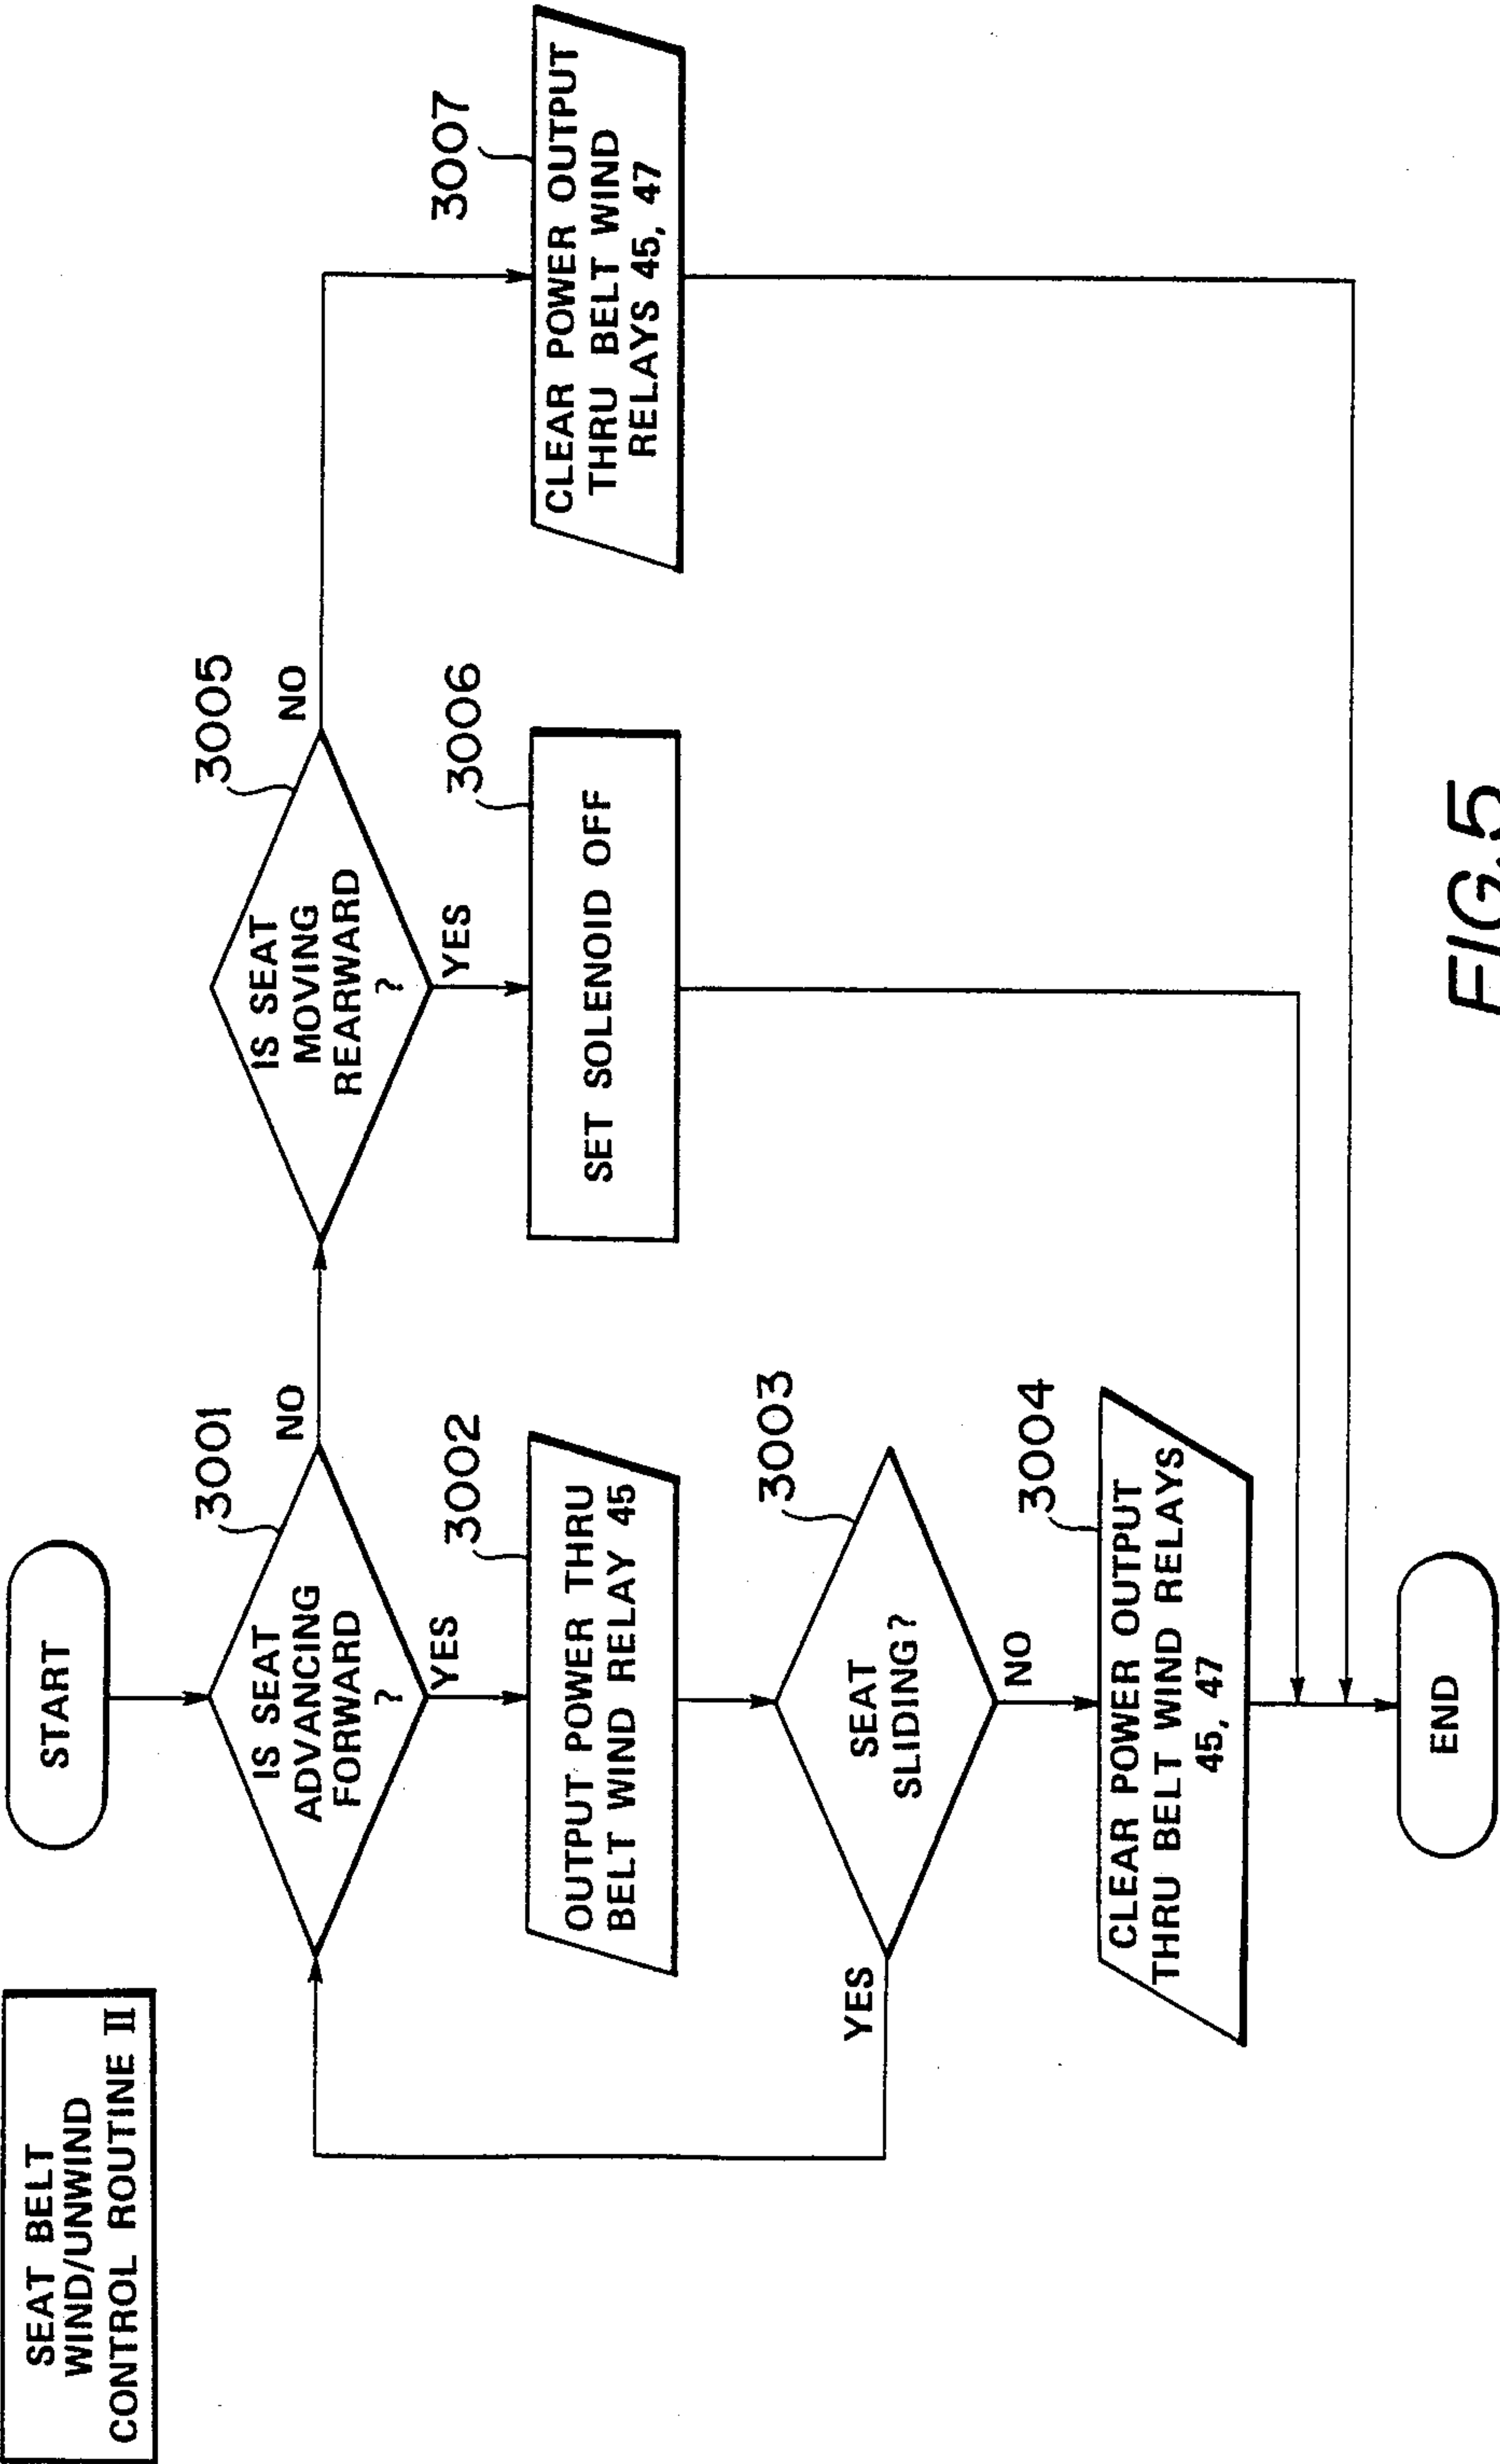 SEAT BELT
WIND/UNWIND
CONTROL ROUTINE II
START
3001
IS SEAT
ADVANCING
FORWARD
?
NO
YES
3002
OUTPUT POWER THRU
BELT WIND RELAY 45
3003
SEAT
SLIDING?
YES
NO
3004
CLEAR POWER OUTPUT
THRU BELT WIND RELAYS
45, 47
END
3005
IS SEAT
MOVING
REARWARD
?
NO
YES
3006
SET SOLENOID OFF
3007
CLEAR POWER OUTPUT
THRU BELT WIND
RELAYS 45, 47
FIG.5